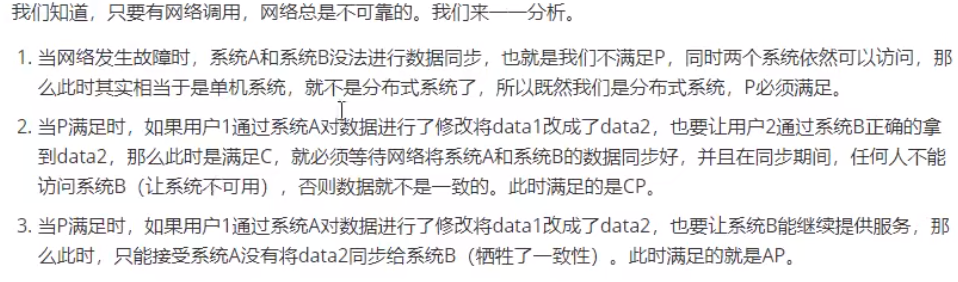 我们知道，只要有网络调用，网络总是不可靠的。我们来一一分析。
1. 当网络发生故障时，系统A和系统B没法进行数据同步，也就是我们不满足P，同时两个系统依然可以访问，那
么此时其实相当于是单机系统，就不是分布式系统了，所以既然我们是分布式系统，P必须满足。
2. 当P满足时，如果用户1通过系统A对数据进行了修改将data1改成了data2，也要让用户2通过系统B正确的拿
到data2，那么此时是满足C，就必须等待网络将系统A和系统B的数据同步好，并且在同步期间，任何人不能
访问系统B（让系统不可用），否则数据就不是一致的。此时满足的是CP。
3. 当P满足时，如果用户1通过系统A对数据进行了修改将data1改成了data2，也要让系统B能继续提供服务，那
么此时，只能接受系统A没有将data2同步给系统B（牺牲了一致性）。此时满足的就是AP。